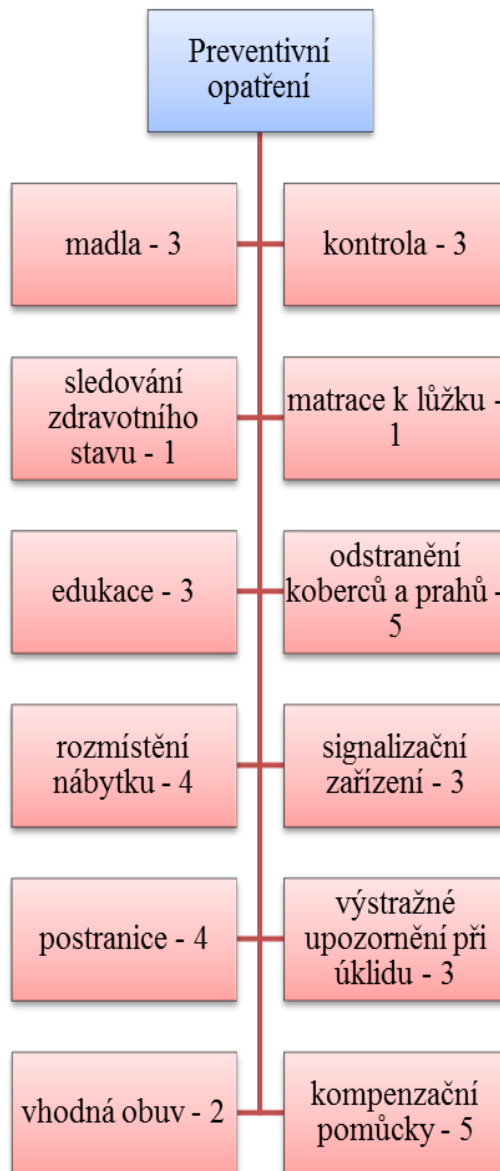 Preventivní
opatření
madla - 3
kontrola - 3
sledování
zdravotního
stavu - 1
matrace k lůžku -
1
edukace - 3
odstranění
koberců a prahů -
5
rozmístění
nábytku - 4
signalizační
zařízení - 3
postranice - 4
výstražné
upozornění při
úklidu - 3
vhodná obuv - 2
kompenzační
pomůcky - 5